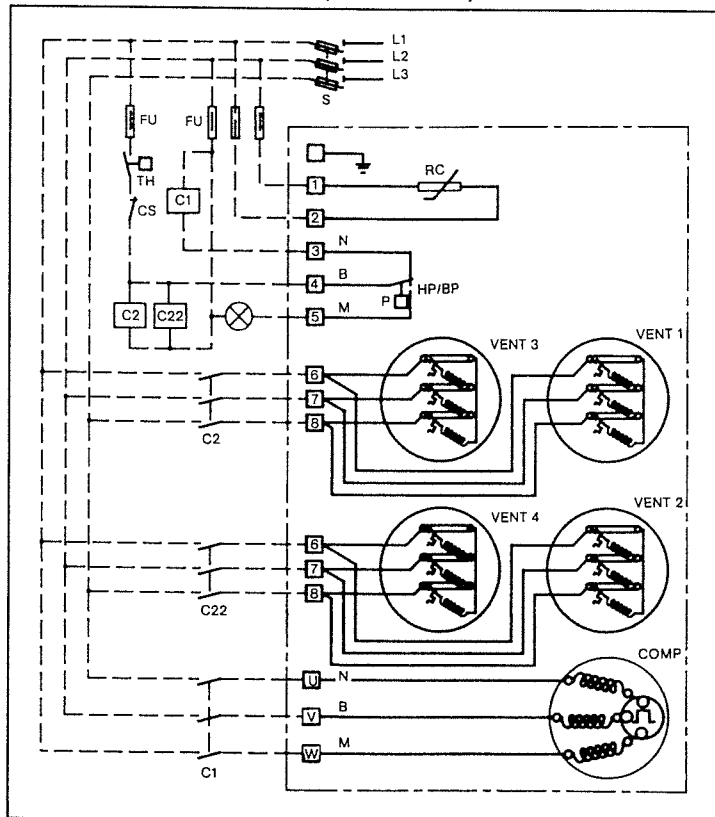 L1
L2
L3
S
FU
FU
TH
CS
C1
RC
1
2
3
N
4
B
HP/BP
P
5
M
C2
C22
VENT 3
VENT 1
6
7
8
C2
VENT 4
VENT 2
6
7
8
C22
COMP
U
N
V
B
W
M
C1